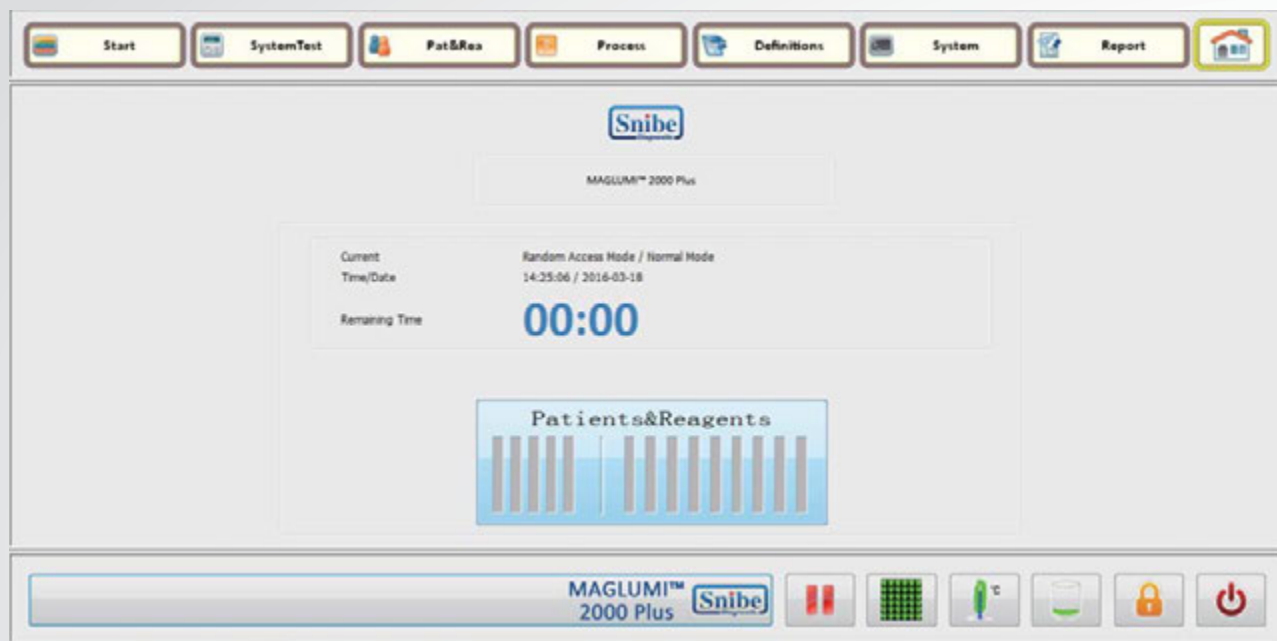 Start
SystemTest
Pat&Rea
Process
Definitions
System
Report
Snibe
MAGLUMI™ 2000 Plus
Current Random Access Mode / Normal Mode
Time/Date 14:25:06 / 2016-03-18
Remaining Time 00:00
Patients&Reagents
MAGLUMI™
2000 Plus
Snibe
°C